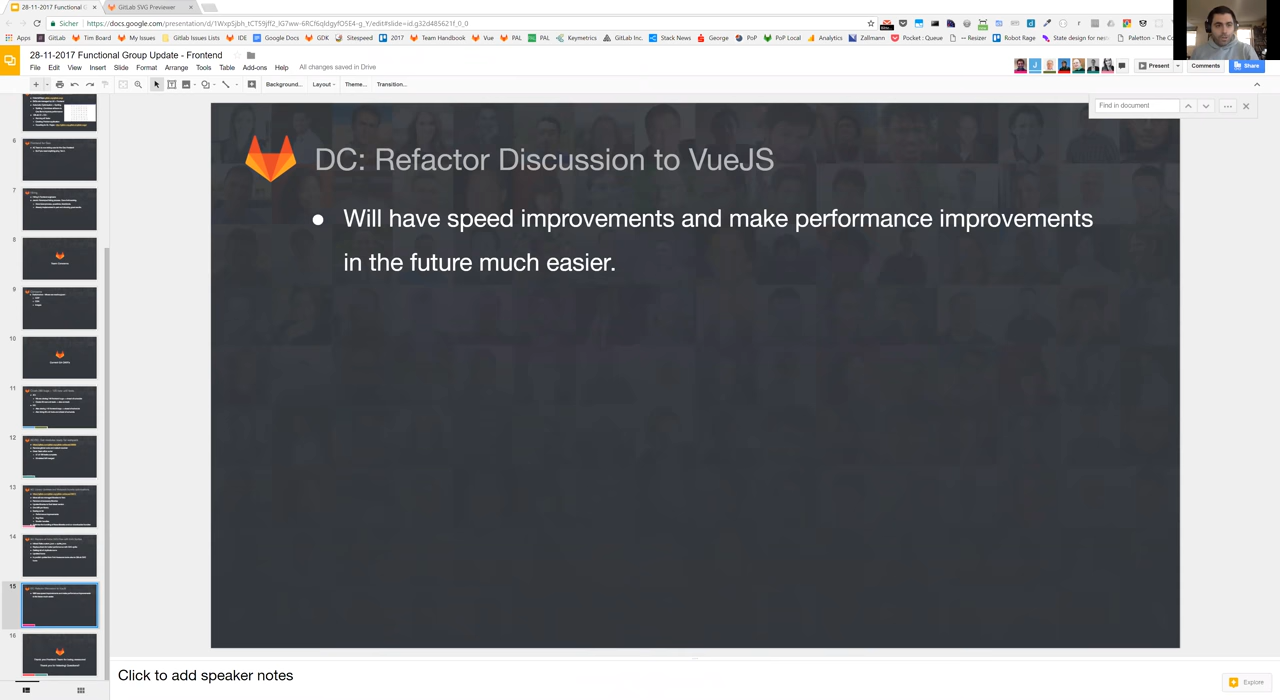 28-11-2017 Functional Group
GitLab SVG Previewer
Sicher
https://docs.google.com/presentation/d/1WxpSjbh_tCT59Jff2_IG7ww-6RCf6qIdgyfOSE4-g_Y/edit#slide=id.g32d485621f_0_0
Apps GitLab Tim Board My Issues Gitlab Issues Lists IDE Google Docs GDK Sitespeed 2017 Team Handbook Vue PAL PAL Keymetrics GitLab Inc. Stack News George PoP PoP Local Analytics Zallmann Pocket : Queue ↔ Resizer Robot Rage State design for nes Paletton - The Co
28-11-2017 Functional Group Update - Frontend
File Edit View Insert Slide Format Arrange Tools Table Add-ons Help All changes saved in Drive
Present Comments Share
Background... Layout Theme... Transition...
Find in document
DC: Refactor Discussion to VueJS
● Will have speed improvements and make performance improvements
in the future much easier.
6
7
8
9
10
11
12
13
14
15
16
Click to add speaker notes
Explore